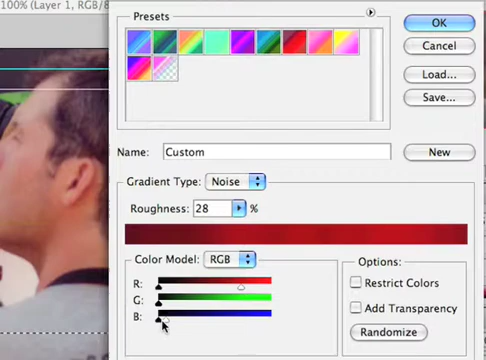 100% (Layer 1, RGB/8
Presets
OK
Cancel
Load...
Save...
Name: Custom
New
Gradient Type: Noise
Roughness: 28 %
Color Model: RGB
Options:
R:
Restrict Colors
G:
Add Transparency
B:
Randomize